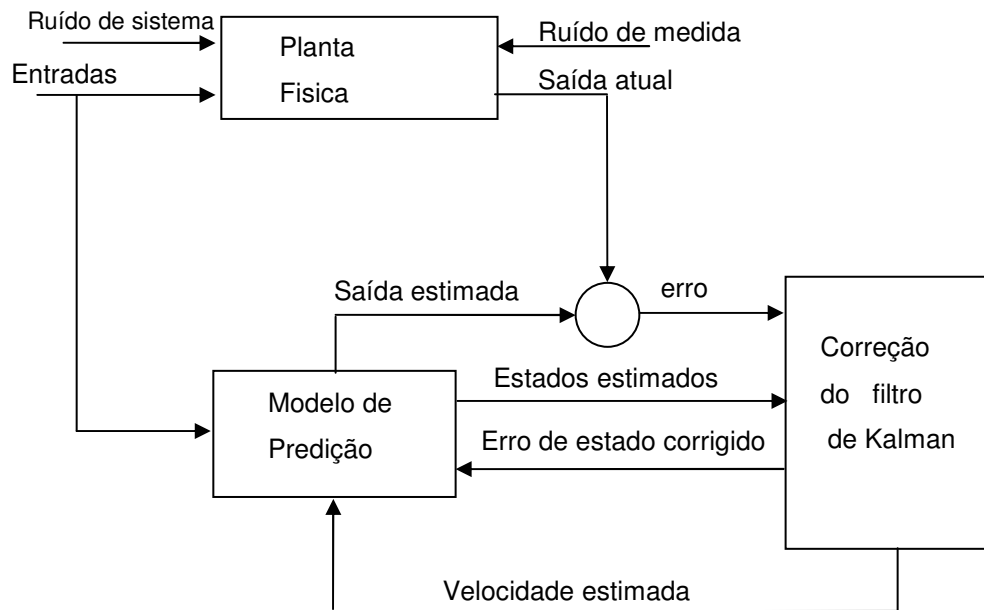 Ruído de sistema
Planta
Fisica
Ruído de medida
Entradas
Saída atual
Saída estimada
erro
Correção
do filtro
de Kalman
Estados estimados
Modelo de
Predição
Erro de estado corrigido
Velocidade estimada